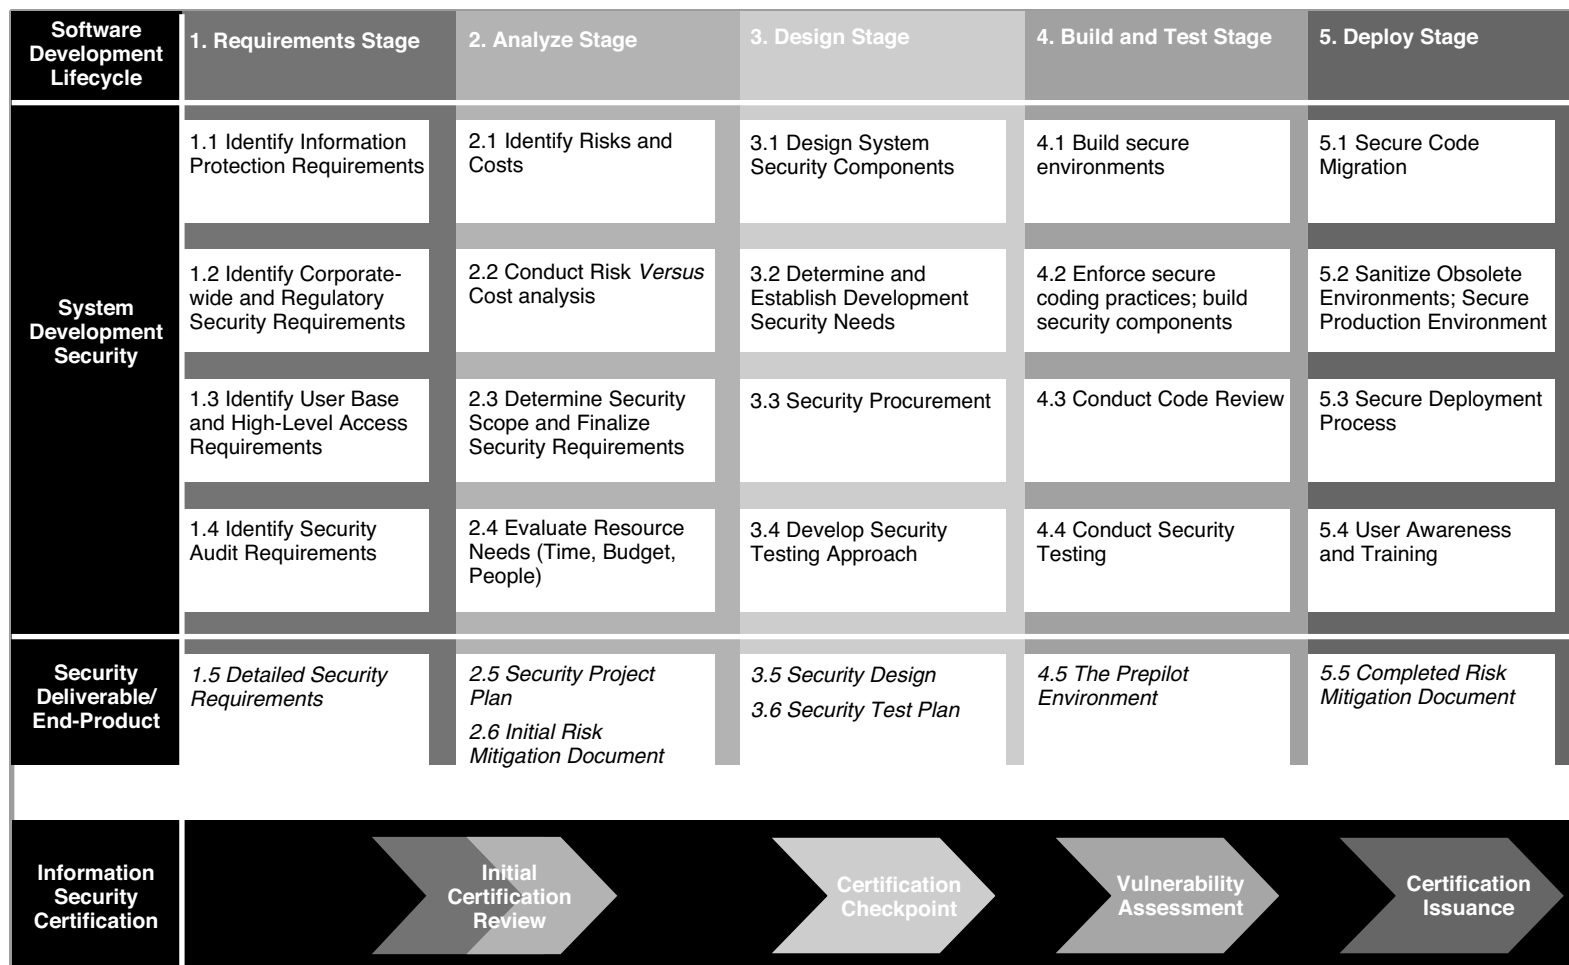 Software
Development
Lifecycle
1. Requirements Stage
2. Analyze Stage
3. Design Stage
4. Build and Test Stage
5. Deploy Stage
System
Development
Security
1.1 Identify Information
Protection Requirements
2.1 Identify Risks and
Costs
3.1 Design System
Security Components
4.1 Build secure
environments
5.1 Secure Code
Migration
1.2 Identify Corporate-
wide and Regulatory
Security Requirements
2.2 Conduct Risk Versus
Cost analysis
3.2 Determine and
Establish Development
Security Needs
4.2 Enforce secure
coding practices; build
security components
5.2 Sanitize Obsolete
Environments; Secure
Production Environment
1.3 Identify User Base
and High-Level Access
Requirements
2.3 Determine Security
Scope and Finalize
Security Requirements
3.3 Security Procurement
4.3 Conduct Code Review
5.3 Secure Deployment
Process
1.4 Identify Security
Audit Requirements
2.4 Evaluate Resource
Needs (Time, Budget,
People)
3.4 Develop Security
Testing Approach
4.4 Conduct Security
Testing
5.4 User Awareness
and Training
Security
Deliverable/
End-Product
1.5 Detailed Security
Requirements
2.5 Security Project
Plan
2.6 Initial Risk
Mitigation Document
3.5 Security Design
3.6 Security Test Plan
4.5 The Prepilot
Environment
5.5 Completed Risk
Mitigation Document
Information
Security
Certification
Initial
Certification
Review
Certification
Checkpoint
Vulnerability
Assessment
Certification
Issuance